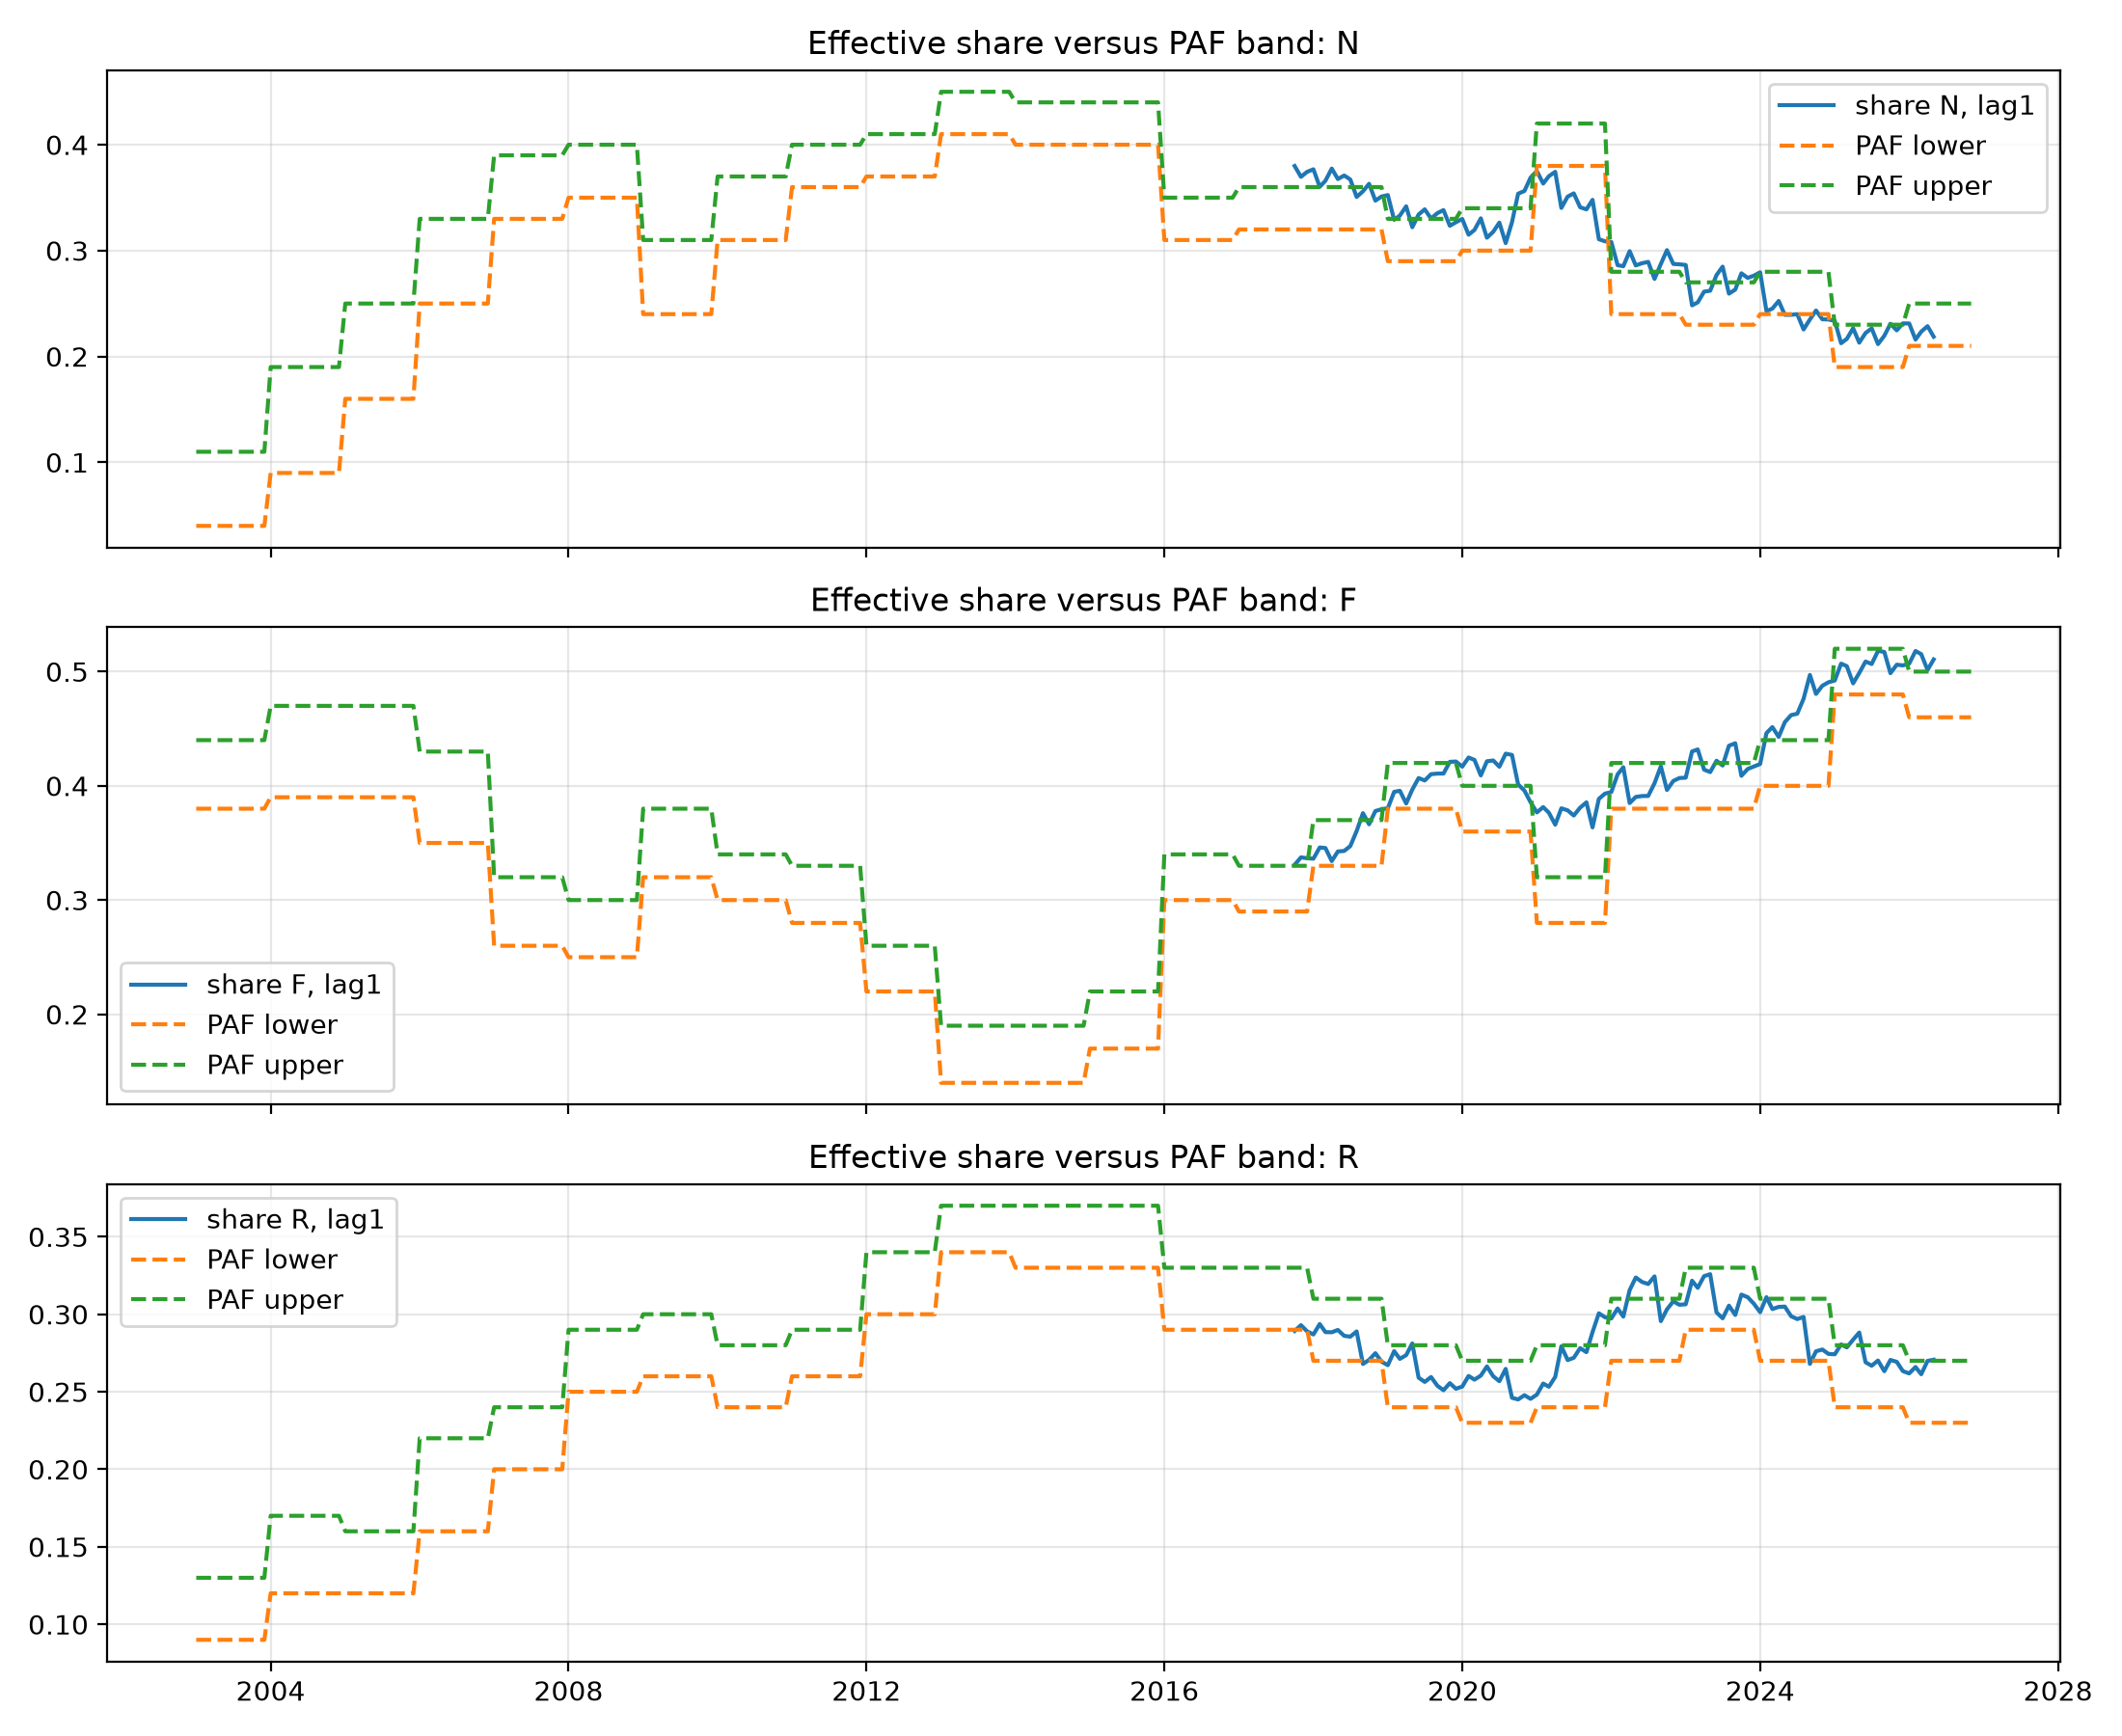 Effective share versus PAF band: N
0.4
0.3
0.2
0.1
share N, lag1
PAF lower
PAF upper
Effective share versus PAF band: F
0.5
0.4
0.3
0.2
share F, lag1
PAF lower
PAF upper
Effective share versus PAF band: R
0.35
0.30
0.25
0.20
0.15
0.10
share R, lag1
PAF lower
PAF upper
2004 2008 2012 2016 2020 2024 2028